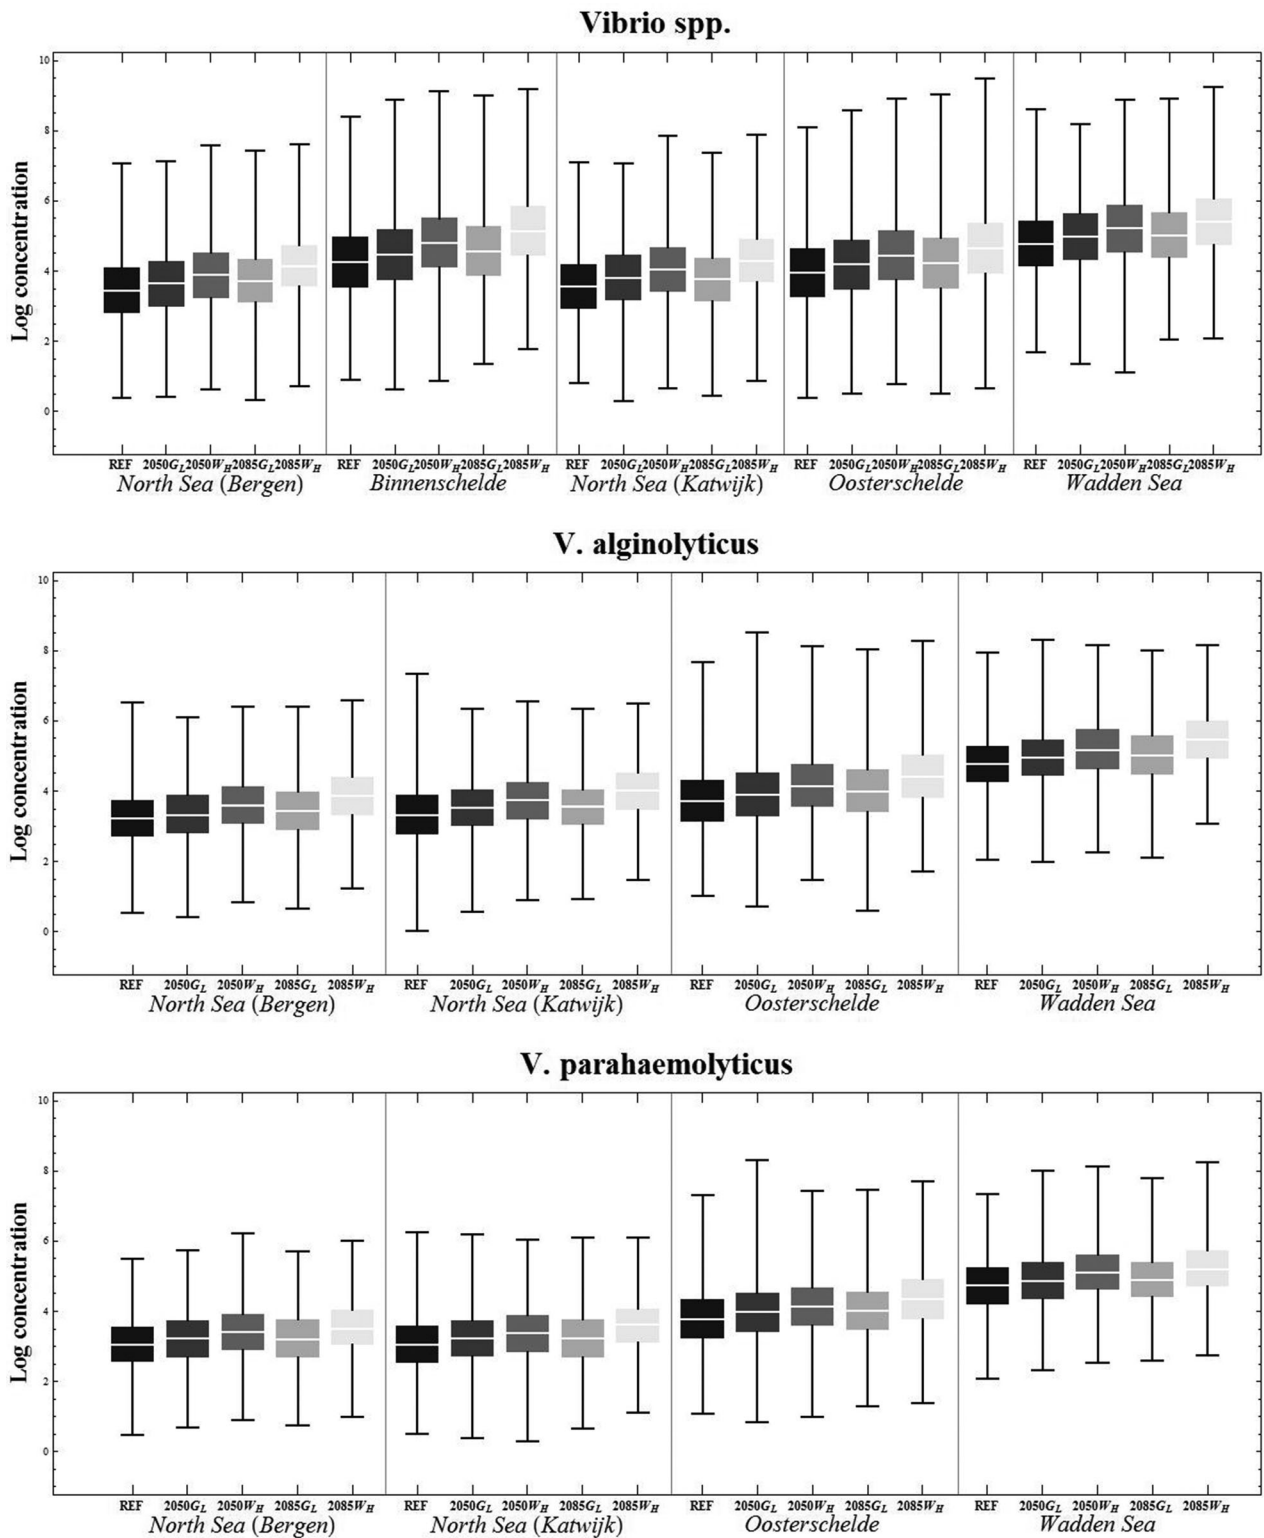 Vibrio spp.
Log concentration
10
8
6
4
2
0
REF 2050GL 2050WH 2085GL 2085WH REF 2050GL 2050WH 2085GL 2085WH REF 2050GL 2050WH 2085GL 2085WH REF 2050GL 2050WH 2085GL 2085WH REF 2050GL 2050WH 2085GL 2085WH
North Sea (Bergen) Binnenschelde North Sea (Katwijk) Oosterschelde Wadden Sea
V. alginolyticus
Log concentration
10
8
6
4
2
0
REF 2050GL 2050WH 2085GL 2085WH REF 2050GL 2050WH 2085GL 2085WH REF 2050GL 2050WH 2085GL 2085WH REF 2050GL 2050WH 2085GL 2085WH
North Sea (Bergen) North Sea (Katwijk) Oosterschelde Wadden Sea
V. parahaemolyticus
Log concentration
10
8
6
4
2
0
REF 2050GL 2050WH 2085GL 2085WH REF 2050GL 2050WH 2085GL 2085WH REF 2050GL 2050WH 2085GL 2085WH REF 2050GL 2050WH 2085GL 2085WH
North Sea (Bergen) North Sea (Katwijk) Oosterschelde Wadden Sea